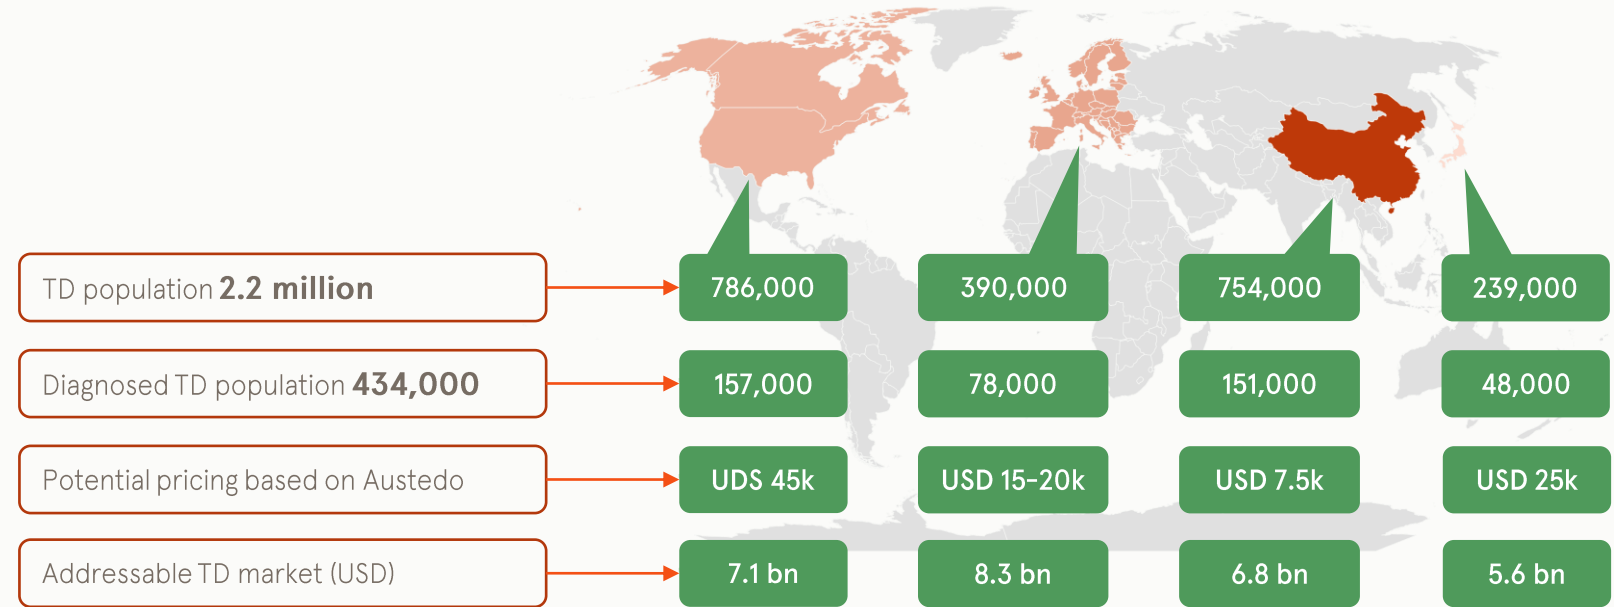 TD population 2.2 million 786,000 390,000 754,000 239,000
Diagnosed TD population 434,000 157,000 78,000 151,000 48,000
Potential pricing based on Austedo UDS 45k USD 15-20k USD 7.5k USD 25k
Addressable TD market (USD) 7.1 bn 8.3 bn 6.8 bn 5.6 bn